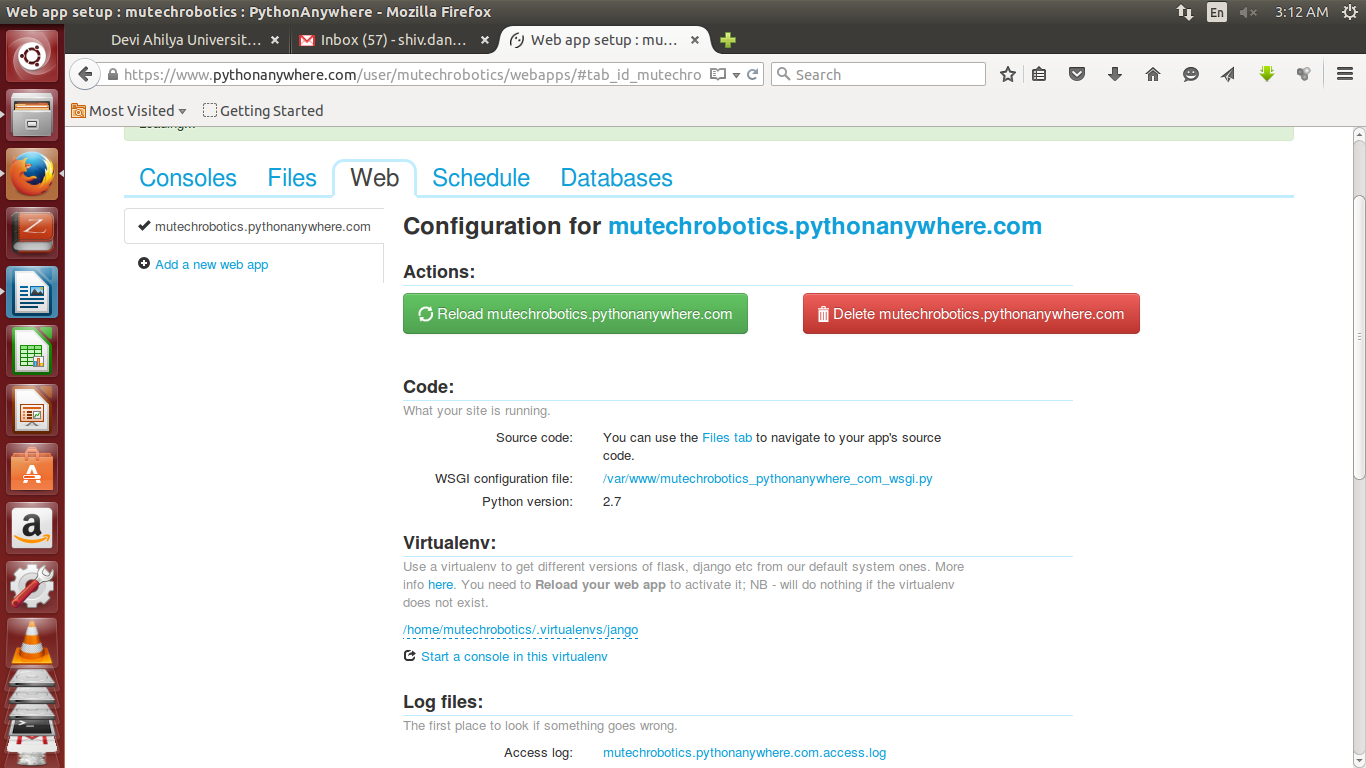 Web app setup : mutechrobotics : PythonAnywhere - Mozilla Firefox
En
3:12 AM
Devi Ahilya Universit...
Inbox (57) - shiv.dan...
Web app setup : mu...
https://www.pythonanywhere.com/user/mutechrobotics/webapps/#tab_id_mutechro
Search
Most Visited
Getting Started
Loading...
Consoles
Files
Web
Schedule
Databases
mutechrobotics.pythonanywhere.com
Add a new web app
Configuration for mutechrobotics.pythonanywhere.com
Actions:
Reload mutechrobotics.pythonanywhere.com
Delete mutechrobotics.pythonanywhere.com
Code:
What your site is running.
Source code:
You can use the Files tab to navigate to your app's source
code.
WSGI configuration file:
/var/www/mutechrobotics_pythonanywhere_com_wsgi.py
Python version:
2.7
Virtualenv:
Use a virtualenv to get different versions of flask, django etc from our default system ones. More
info here. You need to Reload your web app to activate it; NB - will do nothing if the virtualenv
does not exist.
/home/mutechrobotics/.virtualenvs/jango
Start a console in this virtualenv
Log files:
The first place to look if something goes wrong.
Access log:
mutechrobotics.pythonanywhere.com.access.log